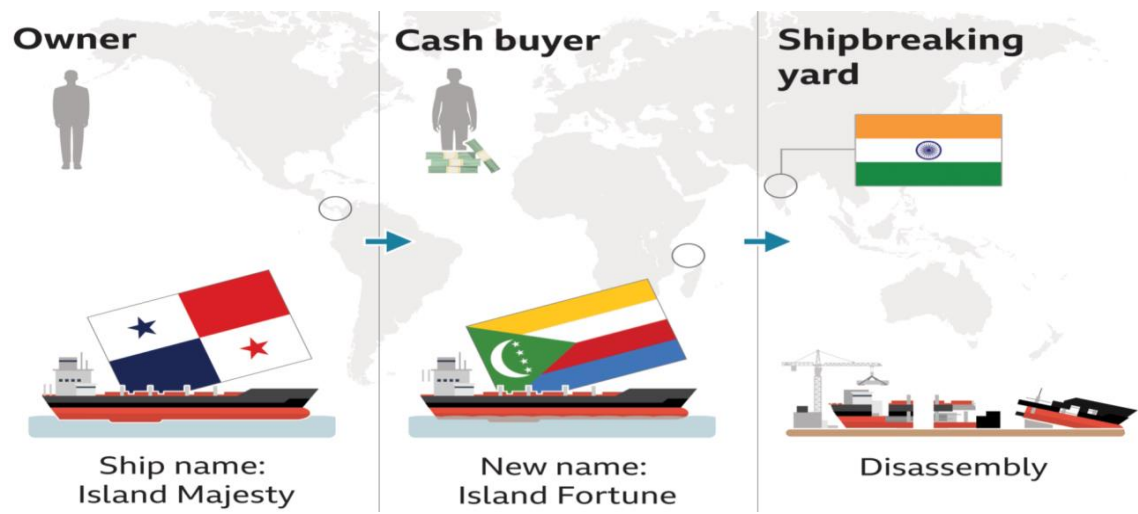 Owner
Cash buyer
Shipbreaking
yard
Ship name:
Island Majesty
New name:
Island Fortune
Disassembly